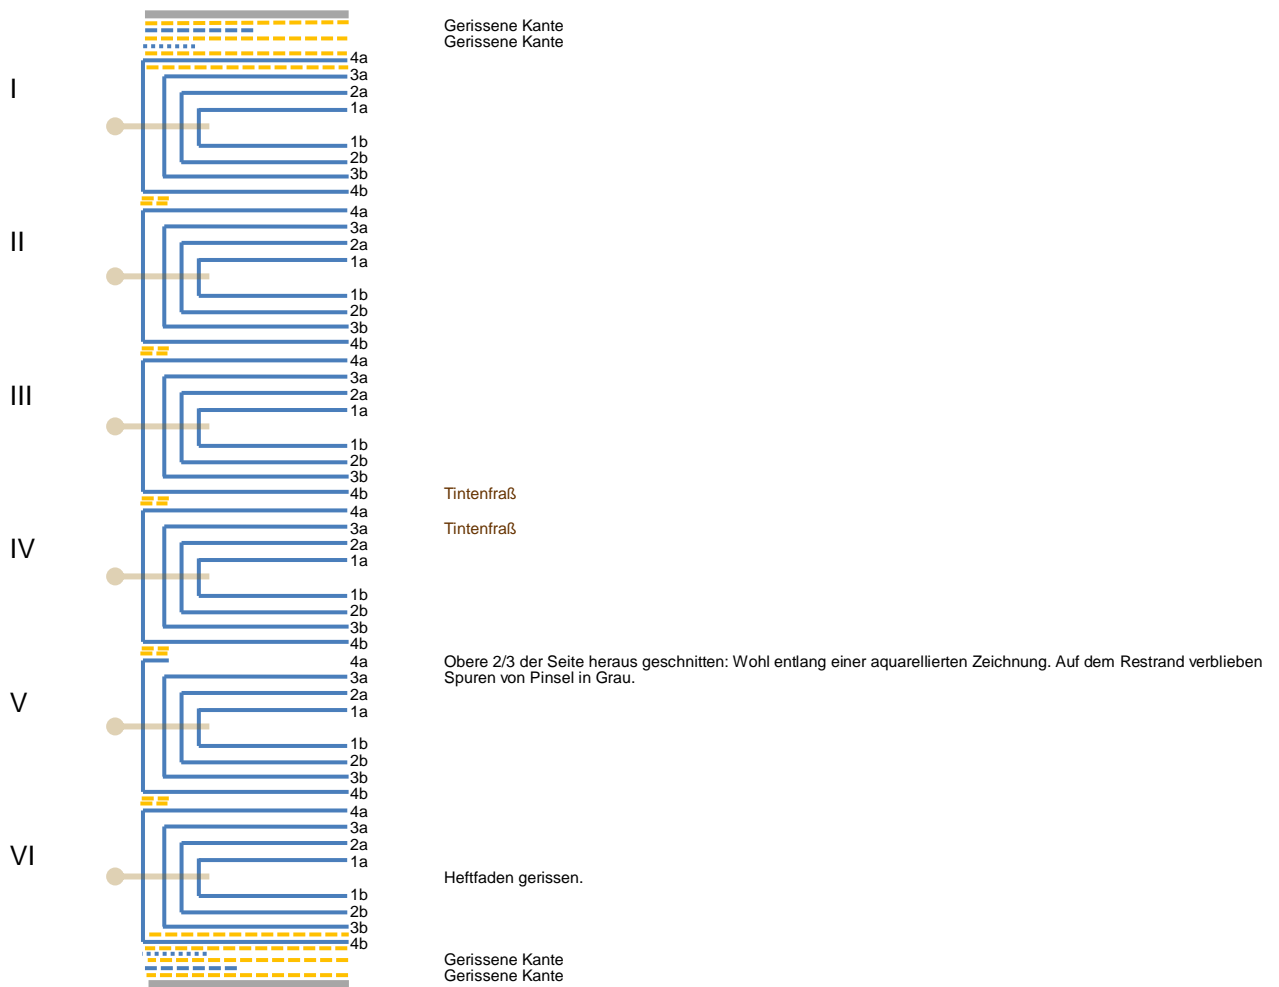 Gerissene Kante
Gerissene Kante
4a
3a
I
2a
1a
1b
2b
3b
4b
4a
3a
II
2a
1a
1b
2b
3b
4b
4a
3a
III
2a
1a
1b
2b
3b
4b Tintenfraß
4a
3a Tintenfraß
IV
2a
1a
1b
2b
3b
4b
4a Obere 2/3 der Seite heraus geschnitten: Wohl entlang einer aquarellierten Zeichnung. Auf dem Restrand verblieben
Spuren von Pinsel in Grau.
3a
V
2a
1a
1b
2b
3b
4b
4a
3a
VI
2a
1a
Heftfaden gerissen.
1b
2b
3b
4b
Gerissene Kante
Gerissene Kante